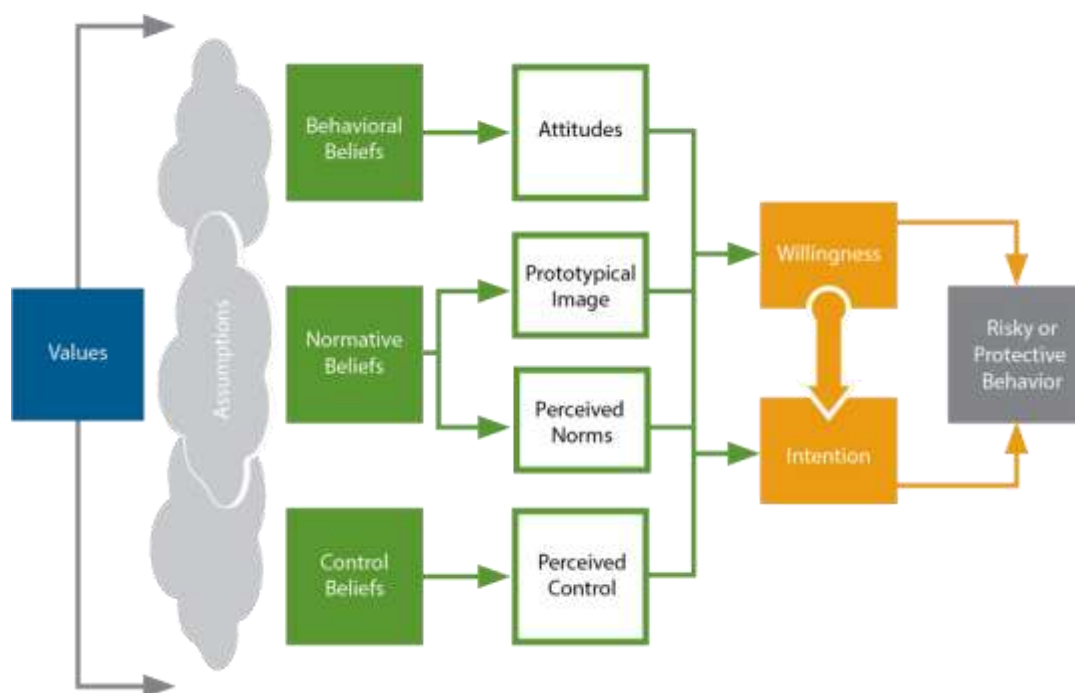 Values
Assumptions
Behavioral
Beliefs
Normative
Beliefs
Control
Beliefs
Attitudes
Prototypical
Image
Perceived
Norms
Perceived
Control
Willingness
Intention
Risky or
Protective
Behavior